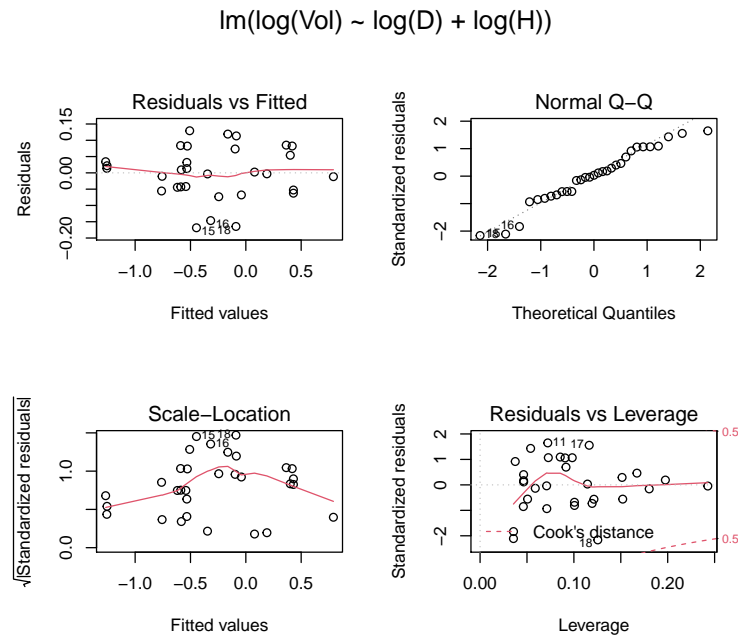 lm(log(Vol) ~ log(D) + log(H))
Residuals vs Fitted
Residuals
0.15
0.00
−0.20
16
15 18
−1.0 −0.5 0.0 0.5
Fitted values
Normal Q−Q
Standardized residuals
2
1
0
−2
16
18
15
−2 −1 0 1 2
Theoretical Quantiles
Scale−Location
√|Standardized residuals|
1.0
0.0
15 18
16
−1.0 −0.5 0.0 0.5
Fitted values
Residuals vs Leverage
Standardized residuals
2
1
0
−2
11 17
18
Cook's distance
0.5
0.5
0.00 0.10 0.20
Leverage